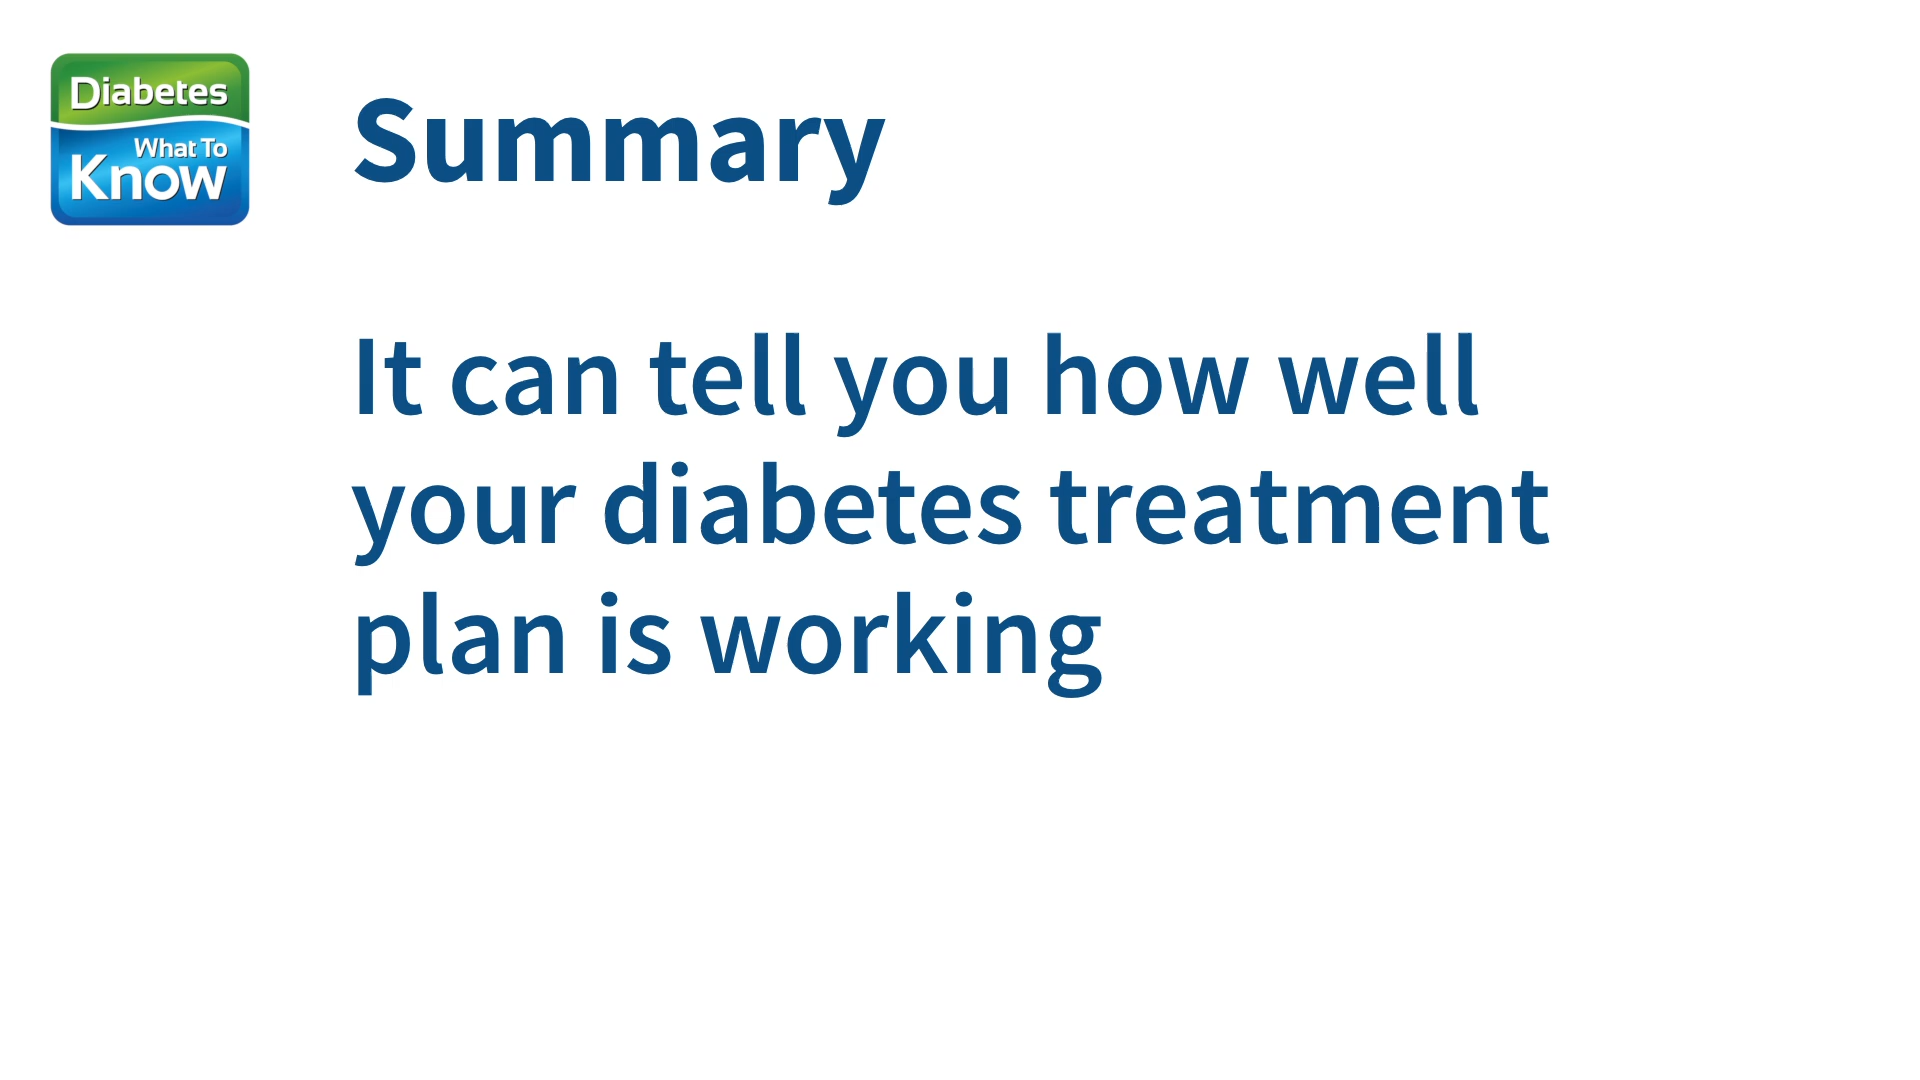 Diabetes
What To
Know
Summary
It can tell you how well
your diabetes treatment
plan is working